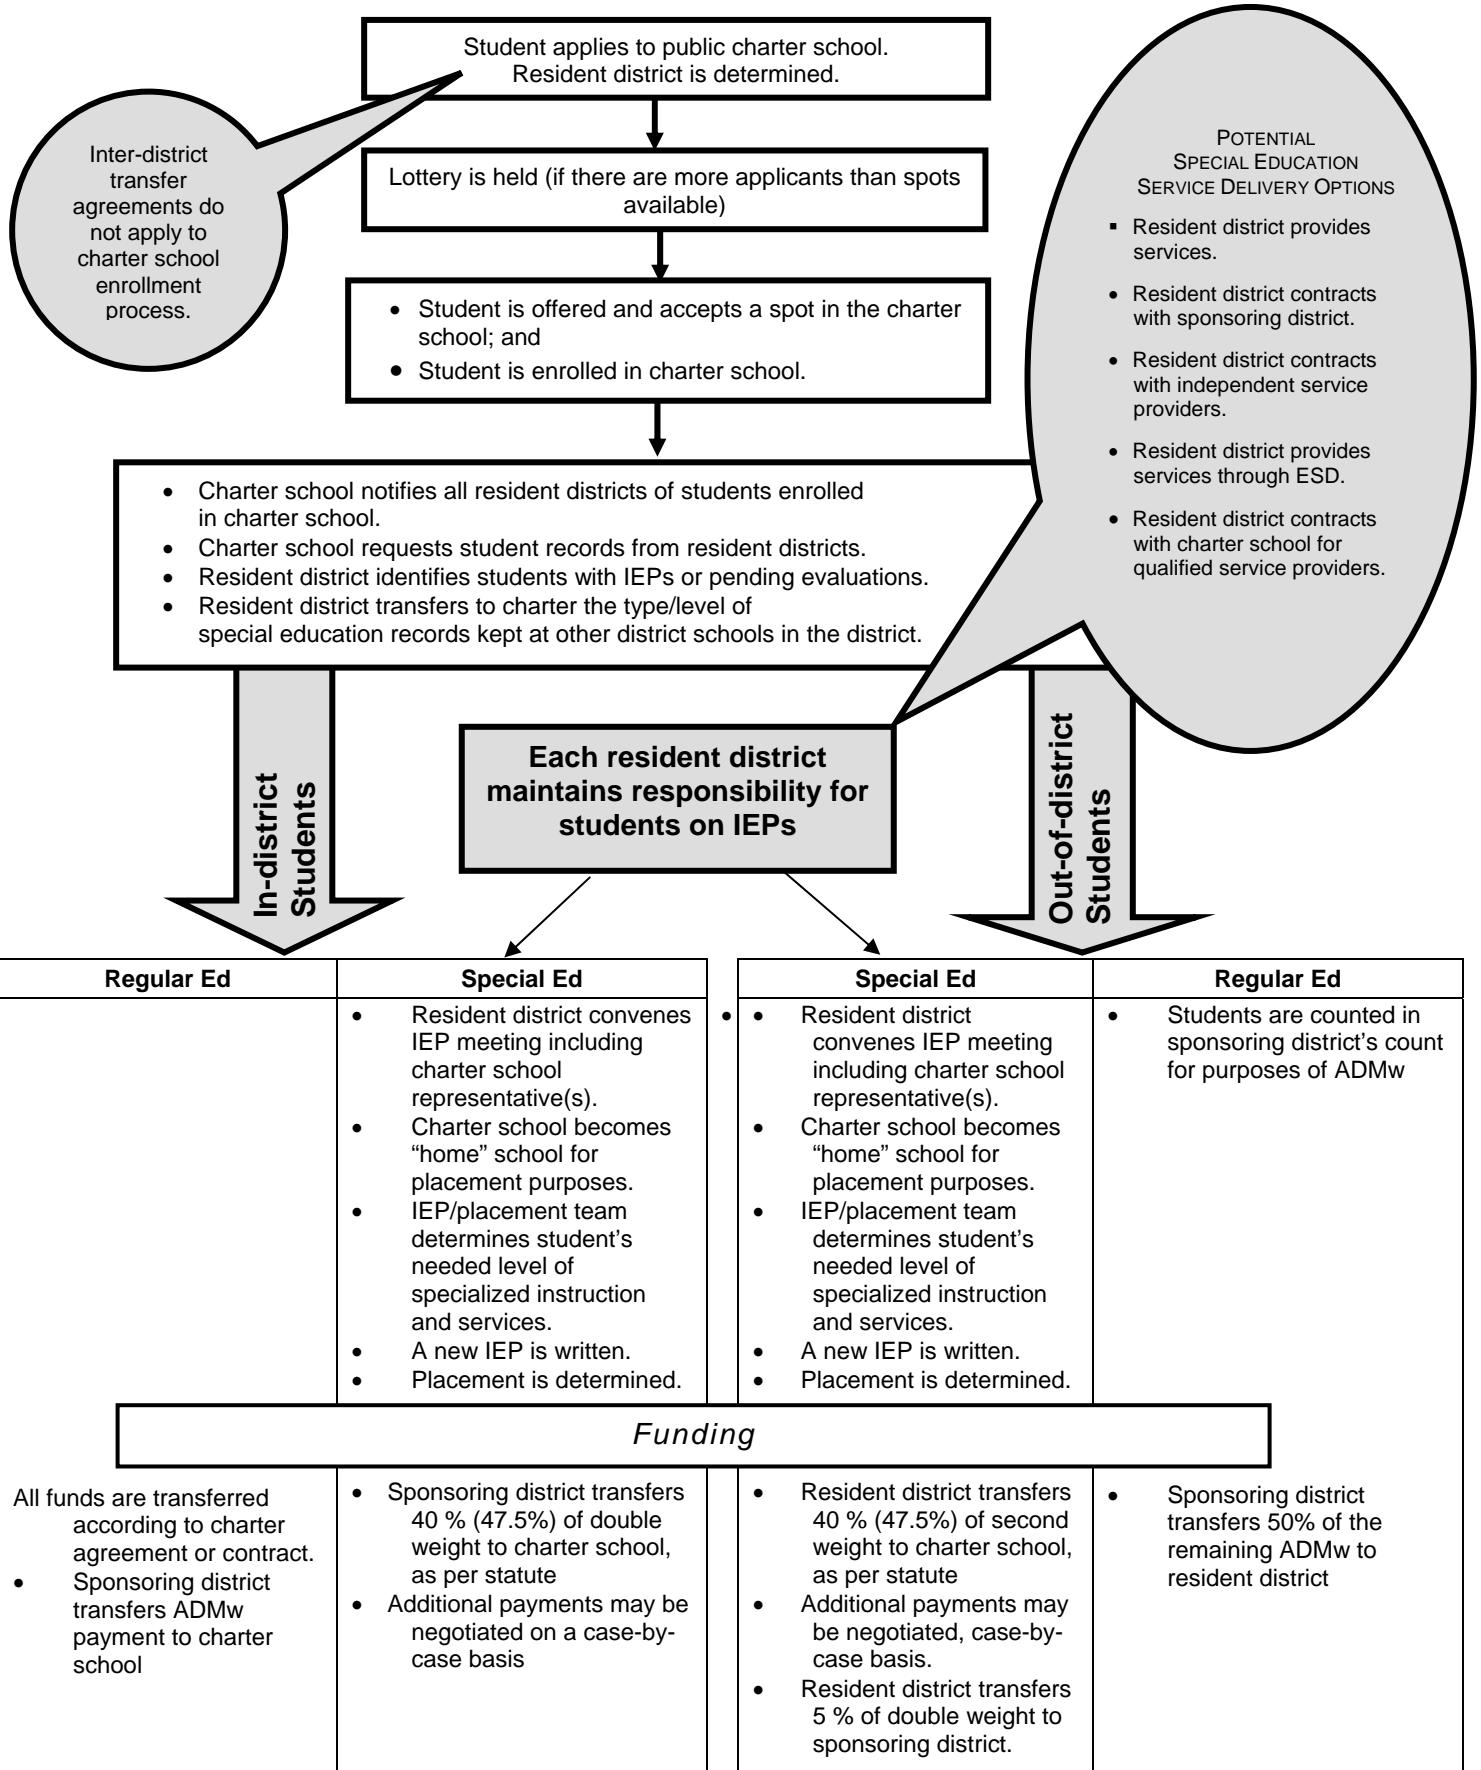 Student applies to public charter school.
Resident district is determined.
Inter-district
transfer
agreements do
not apply to
charter school
enrollment
process.
Lottery is held (if there are more applicants than spots
available)
• Student is offered and accepts a spot in the charter
school; and
• Student is enrolled in charter school.
POTENTIAL
SPECIAL EDUCATION
SERVICE DELIVERY OPTIONS
▪ Resident district provides
services.
• Resident district contracts
with sponsoring district.
• Resident district contracts
with independent service
providers.
• Resident district provides
services through ESD.
• Resident district contracts
with charter school for
qualified service providers.
• Charter school notifies all resident districts of students enrolled
in charter school.
• Charter school requests student records from resident districts.
• Resident district identifies students with IEPs or pending evaluations.
• Resident district transfers to charter the type/level of
special education records kept at other district schools in the district.
In-district
Students
Each resident district
maintains responsibility for
students on IEPs
Out-of-district
Students
Regular Ed
Special Ed
• Resident district convenes
IEP meeting including
charter school
representative(s).
• Charter school becomes
“home” school for
placement purposes.
• IEP/placement team
determines student’s
needed level of
specialized instruction
and services.
• A new IEP is written.
• Placement is determined.
Special Ed
• • Resident district
convenes IEP meeting
including charter school
representative(s).
• Charter school becomes
“home” school for
placement purposes.
• IEP/placement team
determines student’s
needed level of
specialized instruction
and services.
• A new IEP is written.
• Placement is determined.
Regular Ed
• Students are counted in
sponsoring district’s count
for purposes of ADMw
Funding
All funds are transferred
according to charter
agreement or contract.
• Sponsoring district
transfers ADMw
payment to charter
school
• Sponsoring district transfers
40 % (47.5%) of double
weight to charter school,
as per statute
• Additional payments may be
negotiated on a case-by-
case basis
• Resident district transfers
40 % (47.5%) of second
weight to charter school,
as per statute
• Additional payments may
be negotiated, case-by-
case basis.
• Resident district transfers
5 % of double weight to
sponsoring district.
• Sponsoring district
transfers 50% of the
remaining ADMw to
resident district